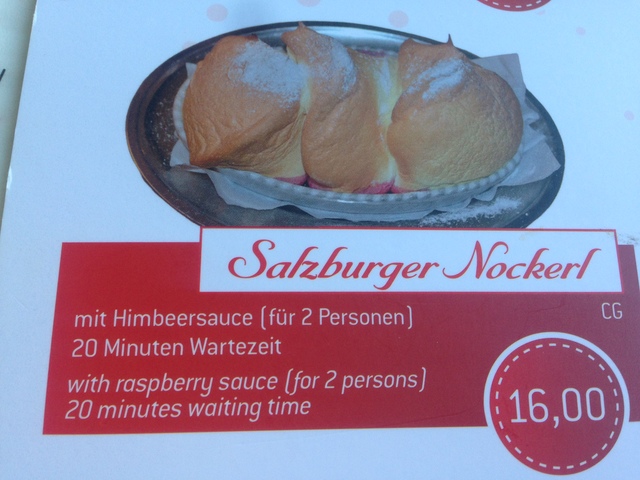 Salzburger Nockerl
CG
mit Himbeersauce (für 2 Personen)
20 Minuten Wartezeit
with raspberry sauce (for 2 persons)
20 minutes waiting time
16,00